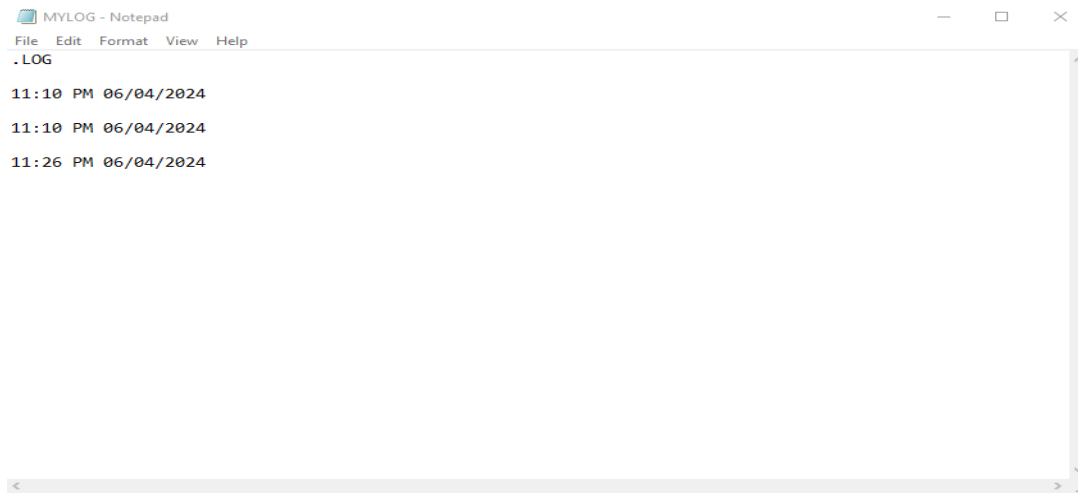 MYLOG - Notepad
File Edit Format View Help
.LOG
11:10 PM 06/04/2024
11:10 PM 06/04/2024
11:26 PM 06/04/2024